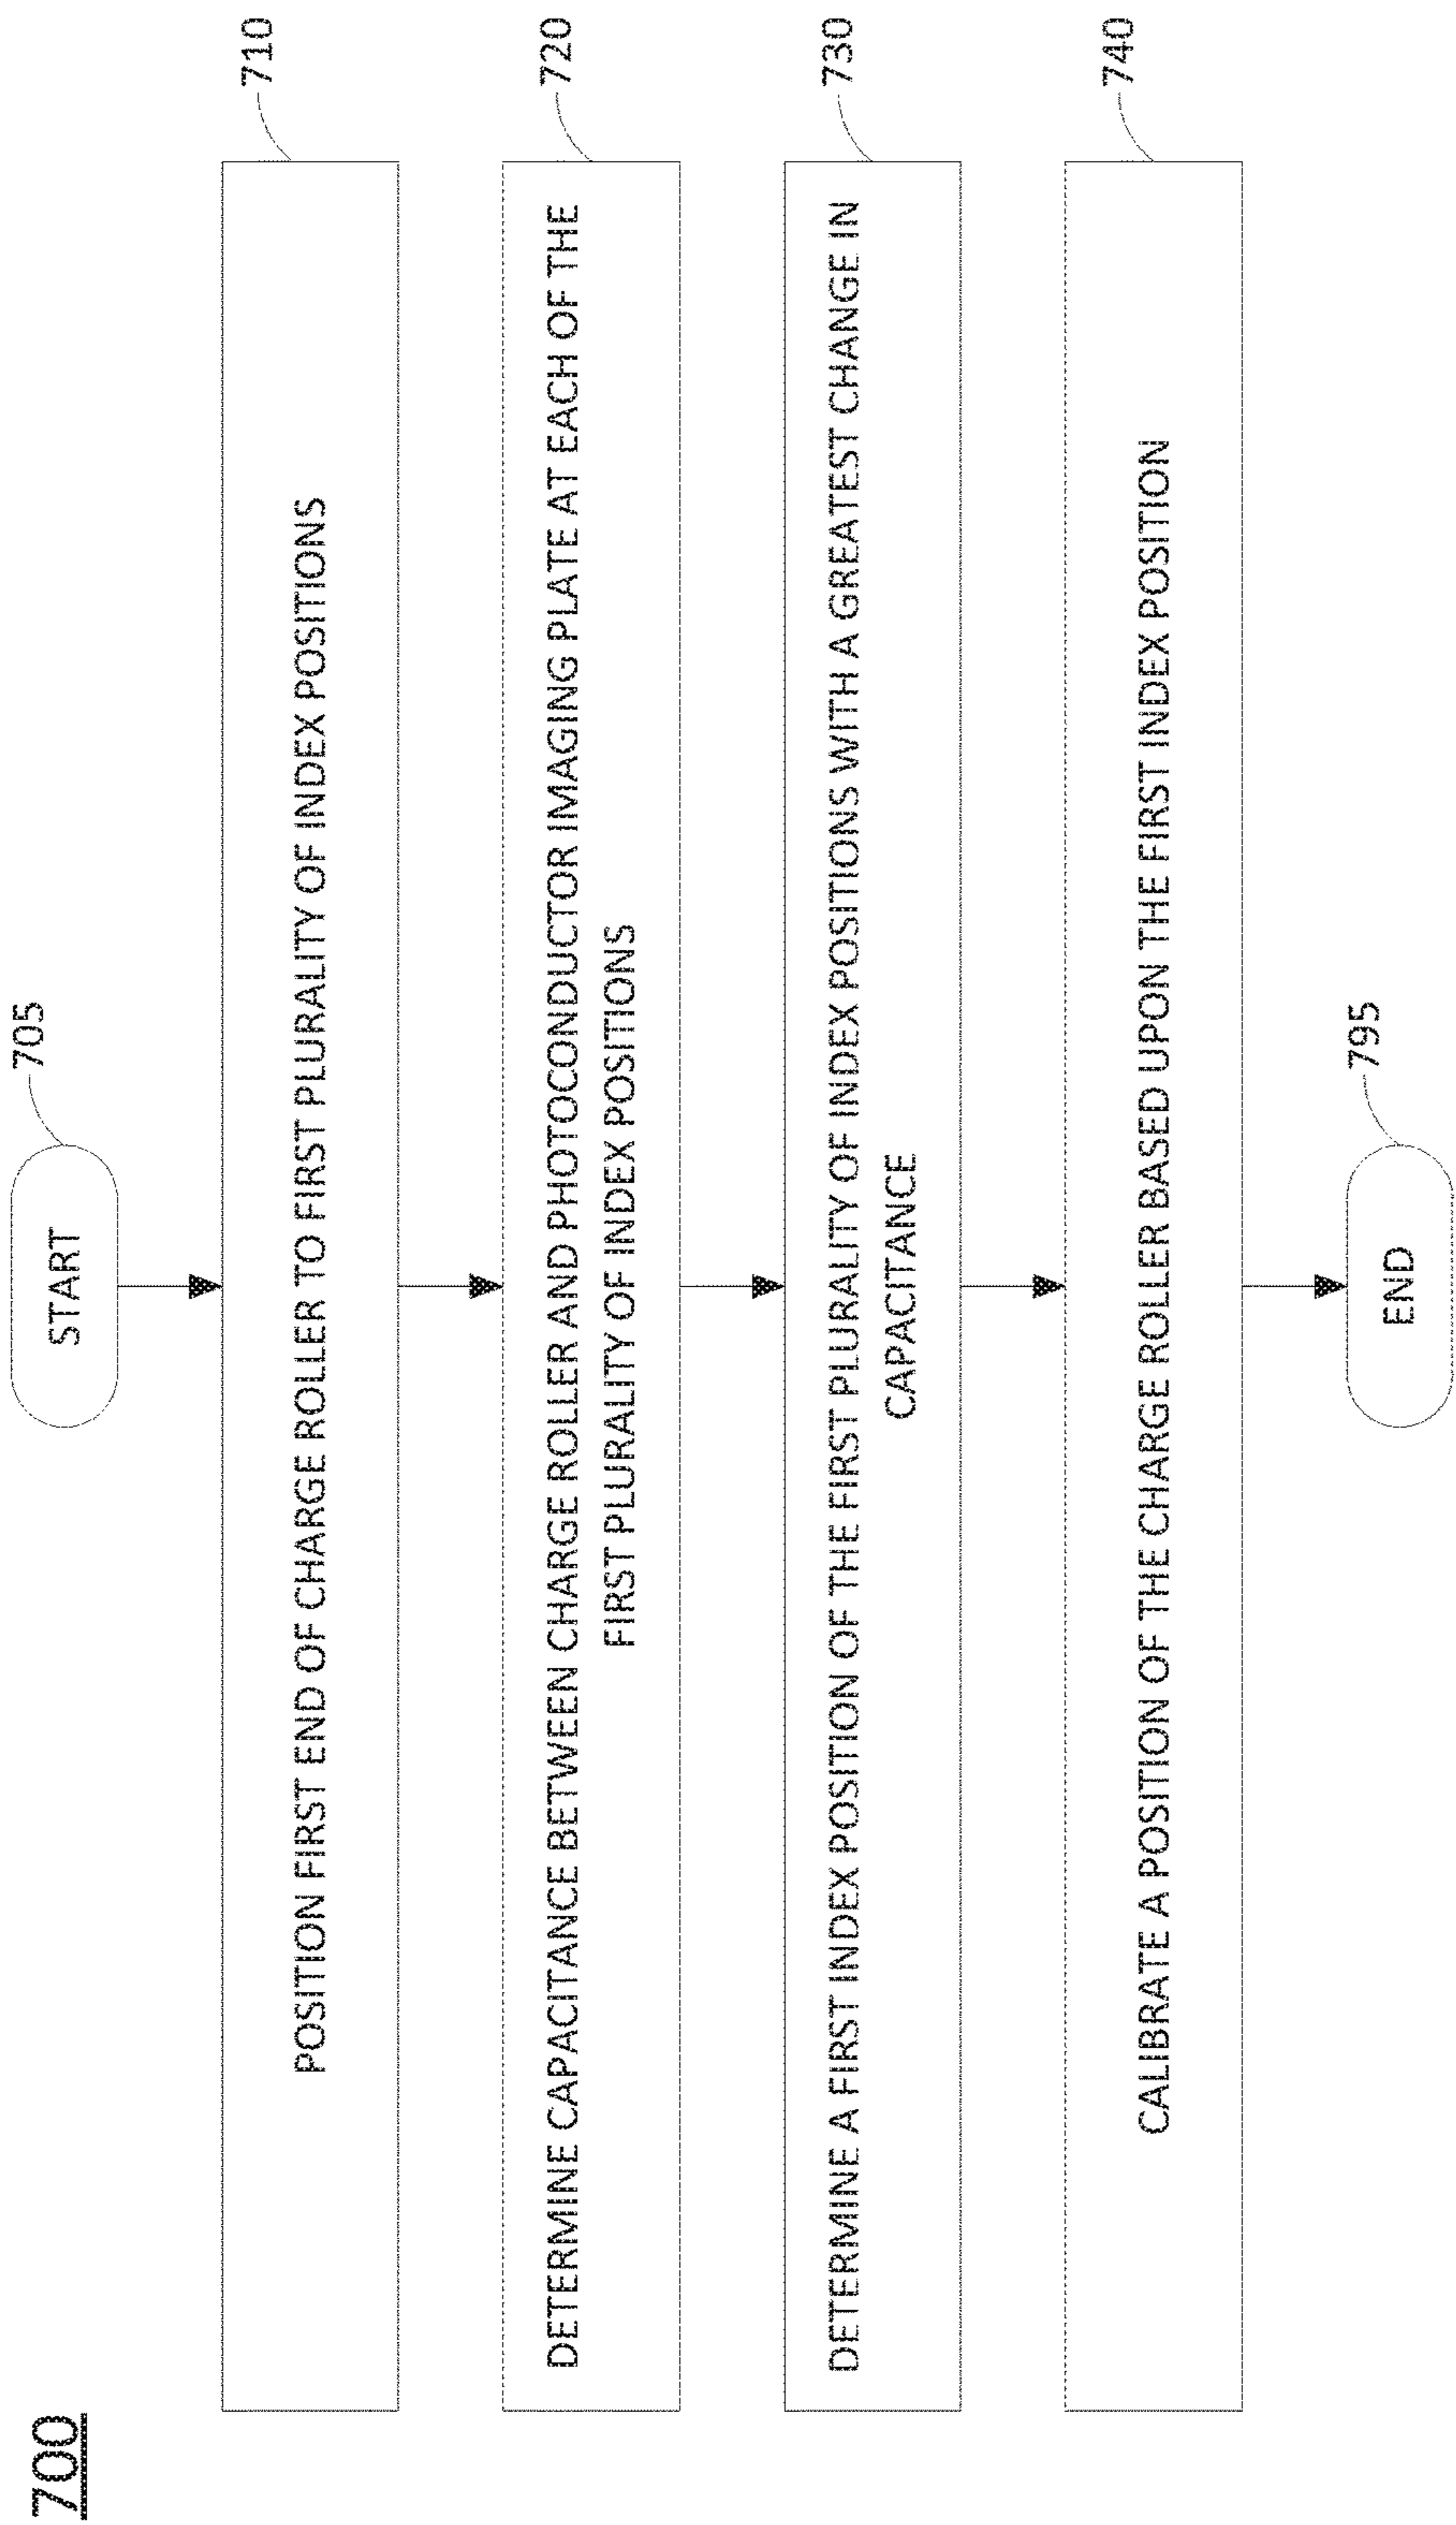 700
START
705
POSITION FIRST END OF CHARGE ROLLER TO FIRST PLURALITY OF INDEX POSITIONS
710
DETERMINE CAPACITANCE BETWEEN CHARGE ROLLER AND PHOTOCONDUCTOR IMAGING PLATE AT EACH OF THE
FIRST PLURALITY OF INDEX POSITIONS
720
DETERMINE A FIRST INDEX POSITION OF THE FIRST PLURALITY OF INDEX POSITIONS WITH A GREATEST CHANGE IN
CAPACITANCE
730
CALIBRATE A POSITION OF THE CHARGE ROLLER BASED UPON THE FIRST INDEX POSITION
740
END
795